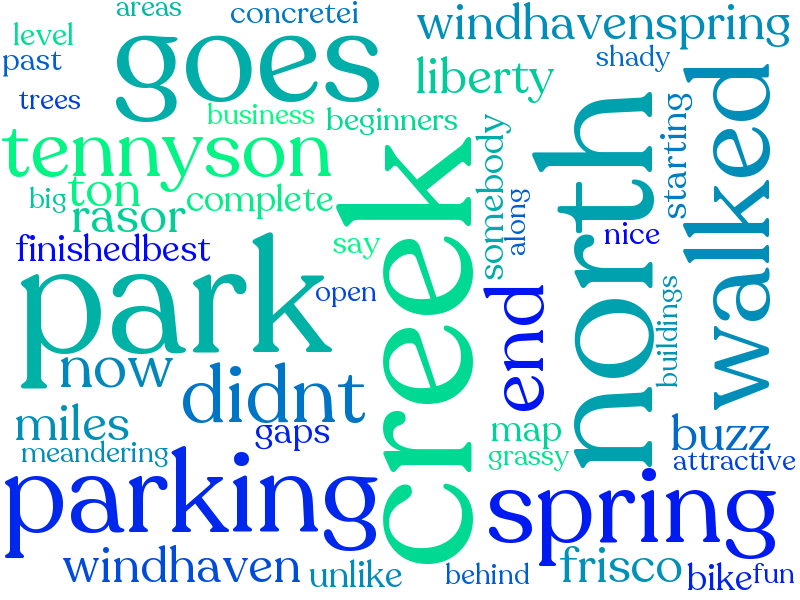 areas
concretei
windhavenspring
level
goes
past
shady
liberty
trees
business
beginners
tennyson
big
ton
complete
rasor
somebody
along
starting
walked
north
creek
finishedbest
say
nice
park
open
end
buildings
now
didnt
miles
gaps
map
buzz
meandering
grassy
attractive
parking
spring
windhaven
unlike
behind
frisco
bike
fun